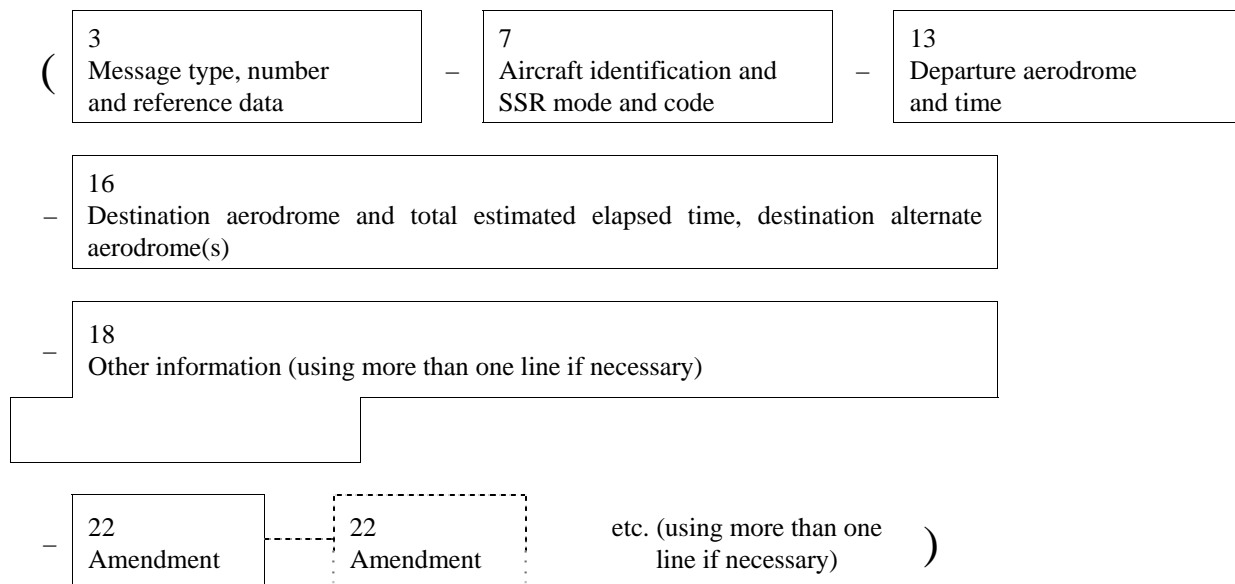 ( 3 7 13
Message type, number – Aircraft identification and – Departure aerodrome
and reference data SSR mode and code and time
16
– Destination aerodrome and total estimated elapsed time, destination alternate
aerodrome(s)
18
– Other information (using more than one line if necessary)
22 22 etc. (using more than one
– Amendment Amendment line if necessary) )